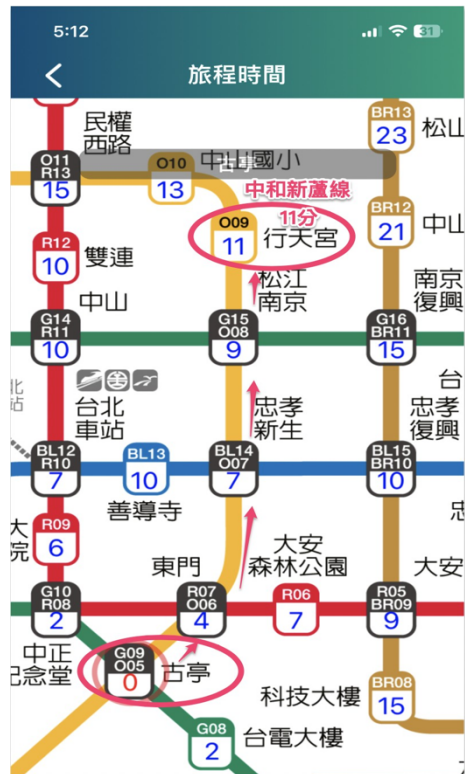 5:12
31
旅程時間
民權
西路
BR13
23
松山
O11
R13
15
O10
13
中山國小
古亭
中和新蘆線
11分
O09
11
行天宮
BR12
21
中山
R12
10
雙連
中山
松江
南京
南京
復興
G14
R11
10
G15
O08
9
G16
BR11
15
北
站
台北
車站
忠孝
新生
台
忠孝
復興
BL12
R10
7
BL13
10
BL14
O07
7
BL15
BR10
10
善導寺
忠
大
院
R09
6
東門
大安
森林公園
大安
G10
R08
2
R07
O06
4
R06
7
R05
BR09
9
中正
紀念堂
G09
O05
0
古亭
科技大樓
BR08
15
G08
2
台電大樓